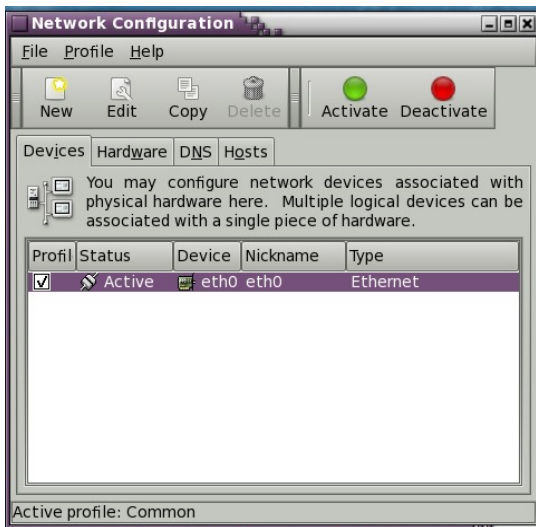 Network Configuration
File Profile Help
New Edit Copy Delete Activate Deactivate
Devices Hardware DNS Hosts
You may configure network devices associated with
physical hardware here. Multiple logical devices can be
associated with a single piece of hardware.
Profil Status Device Nickname Type
Active eth0 eth0 Ethernet
Active profile: Common